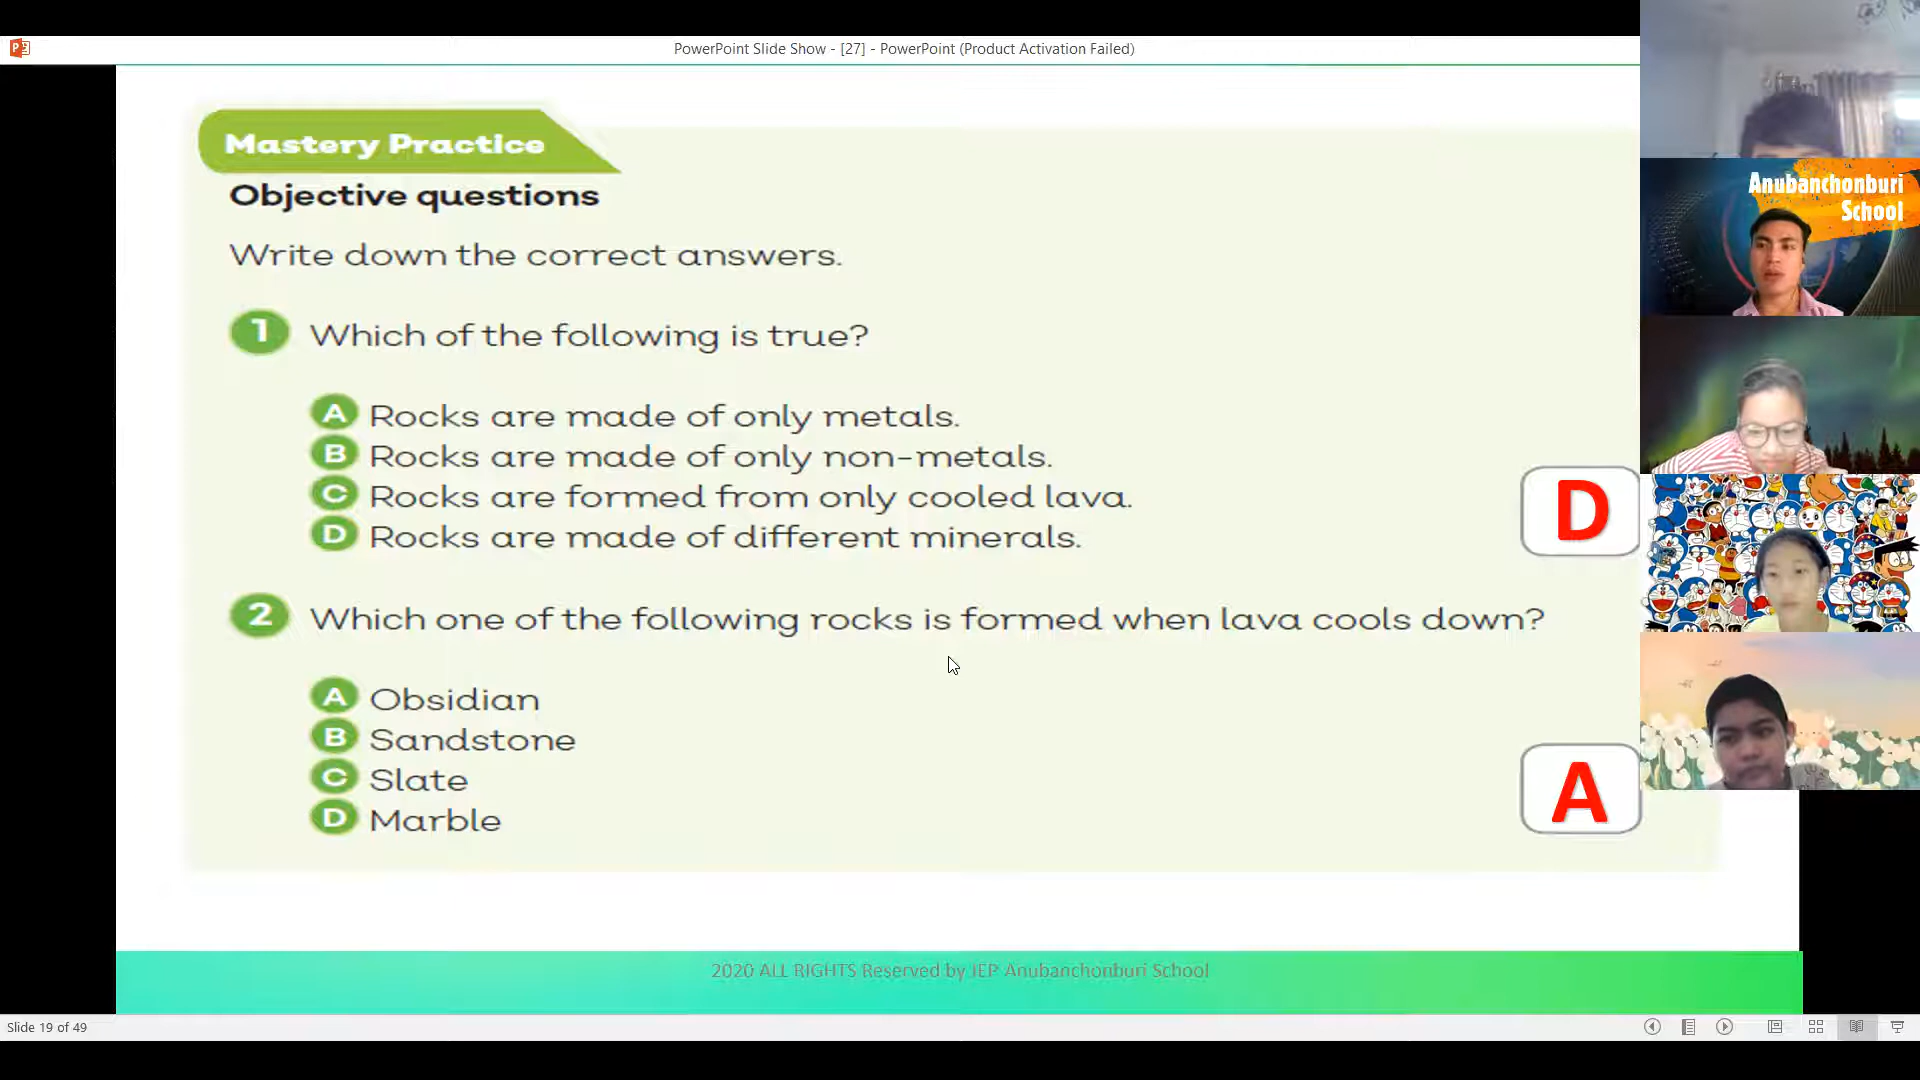 PowerPoint Slide Show - [27] - PowerPoint (Product Activation Failed)
Mastery Practice
Objective questions
Write down the correct answers.
1 Which of the following is true?
A Rocks are made of only metals.
B Rocks are made of only non-metals.
C Rocks are formed from only cooled lava.
D Rocks are made of different minerals.
D
2 Which one of the following rocks is formed when lava cools down?
A Obsidian
B Sandstone
C Slate
D Marble
A
2020 ALL RIGHTS Reserved by JEP Anubanchonburi School
Slide 19 of 49
Anubanchonburi
School